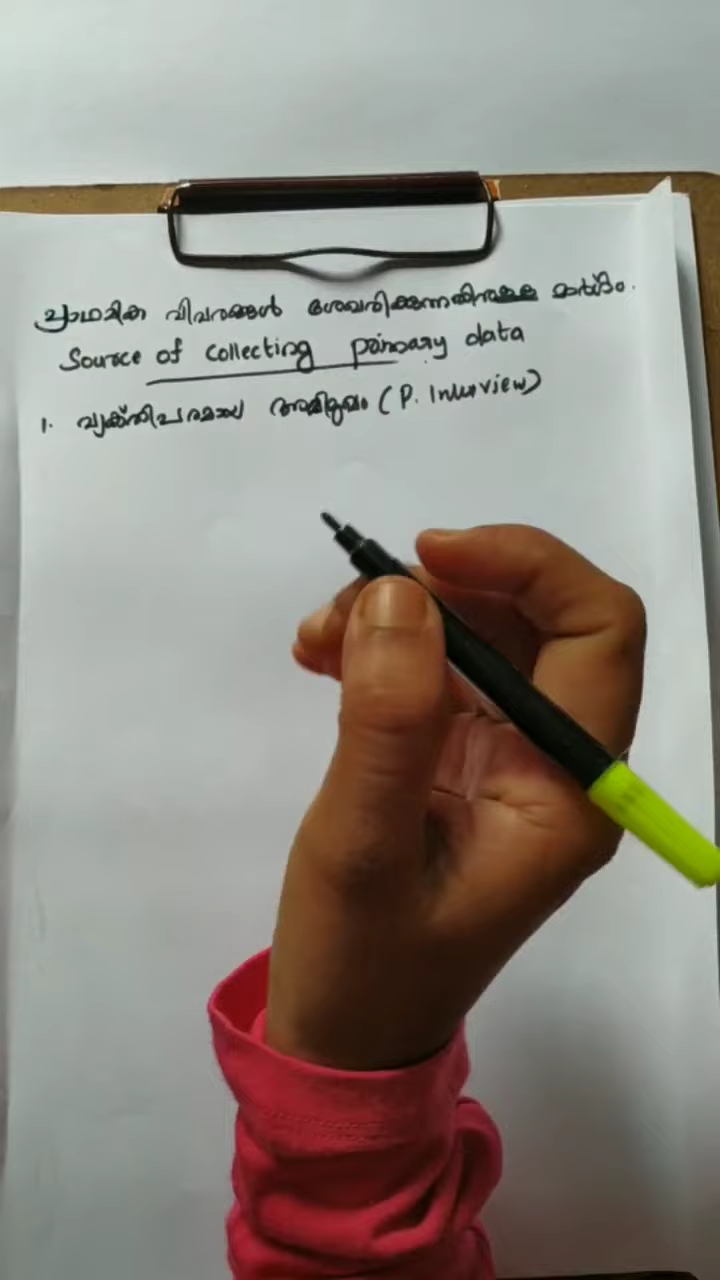 പ്രാഥമിക വിവരങ്ങൾ ശേഖരിക്കുന്നതിനുള്ള മാർഗ്ഗം.
Source of Collecting primary data
1. വ്യക്തിപരമായ അഭിമുഖം (P. Interview)